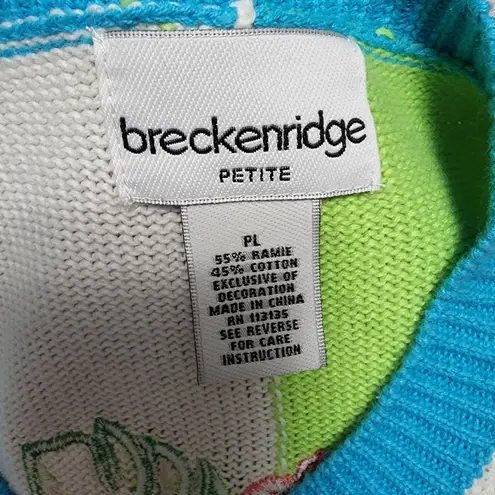 breckenridge
PETITE
PL
55% RAMIE
45% COTTON
EXCLUSIVE OF
DECORATION
MADE IN CHINA
RN 113135
SEE REVERSE
FOR CARE
INSTRUCTION